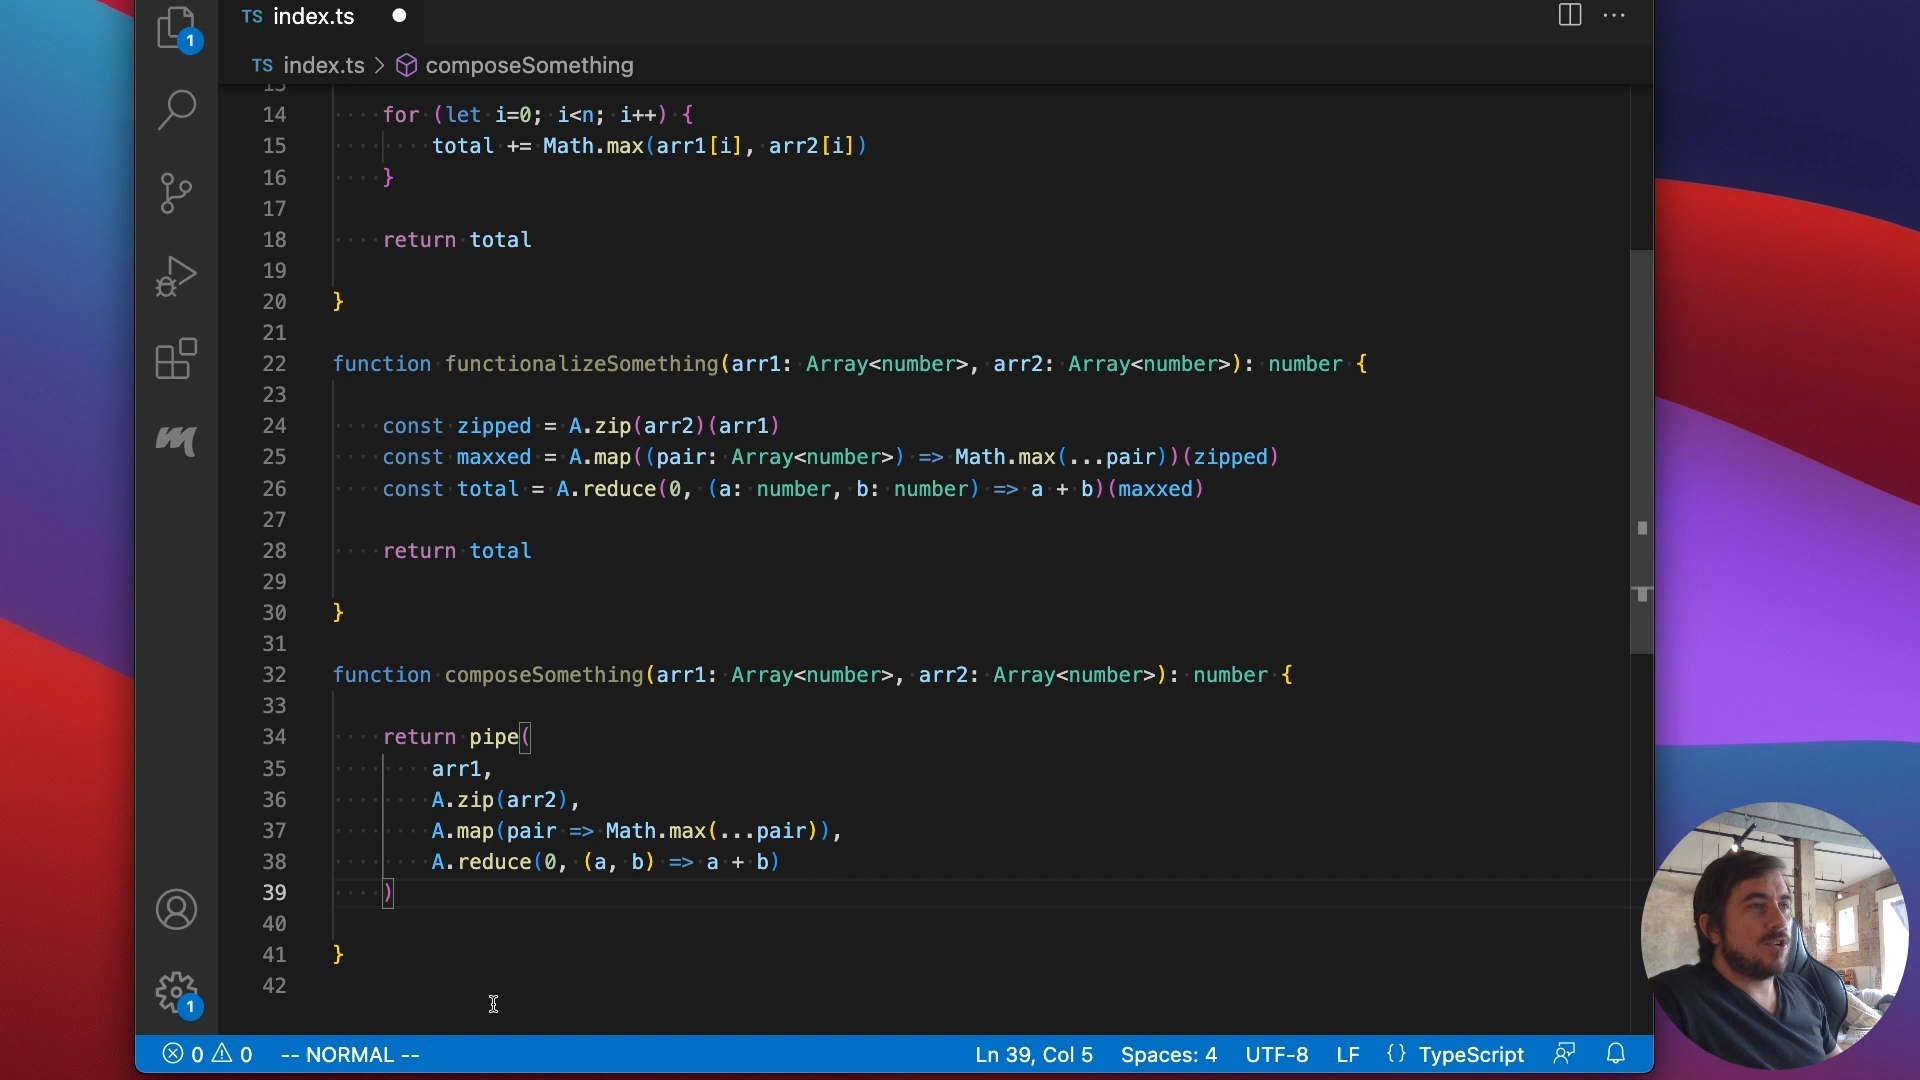 1
TS index.ts
TS index.ts > composeSomething
13
14 for (let i=0; i<n; i++) {
15 total += Math.max(arr1[i], arr2[i])
16 }
17
18 return total
19
20 }
21
22 function functionalizeSomething(arr1: Array<number>, arr2: Array<number>): number {
23
24 const zipped = A.zip(arr2)(arr1)
25 const maxxed = A.map((pair: Array<number>) => Math.max(...pair))(zipped)
26 const total = A.reduce(0, (a: number, b: number) => a + b)(maxxed)
27
28 return total
29
30 }
31
32 function composeSomething(arr1: Array<number>, arr2: Array<number>): number {
33
34 return pipe(
35 arr1,
36 A.zip(arr2),
37 A.map(pair => Math.max(...pair)),
38 A.reduce(0, (a, b) => a + b)
39 )
40
41 }
42
1
0 0 -- NORMAL -- Ln 39, Col 5 Spaces: 4 UTF-8 LF {} TypeScript